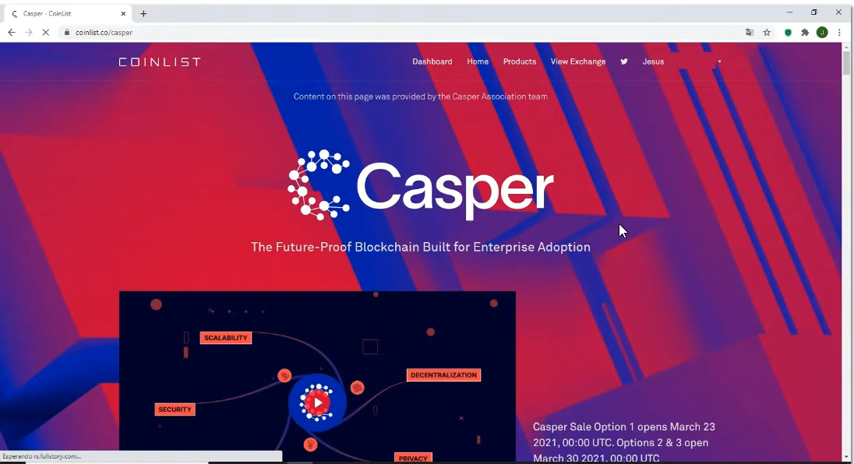 Casper - CoinList
coinlist.co/casper
COINLIST
Dashboard Home Products View Exchange Jesus
Content on this page was provided by the Casper Association team
Casper
The Future-Proof Blockchain Built for Enterprise Adoption
SCALABILITY
DECENTRALIZATION
SECURITY
PRIVACY
Casper Sale Option 1 opens March 23
2021, 00:00 UTC. Options 2 & 3 open
March 30 2021, 00:00 UTC
Esperando rs.fullstory.com...